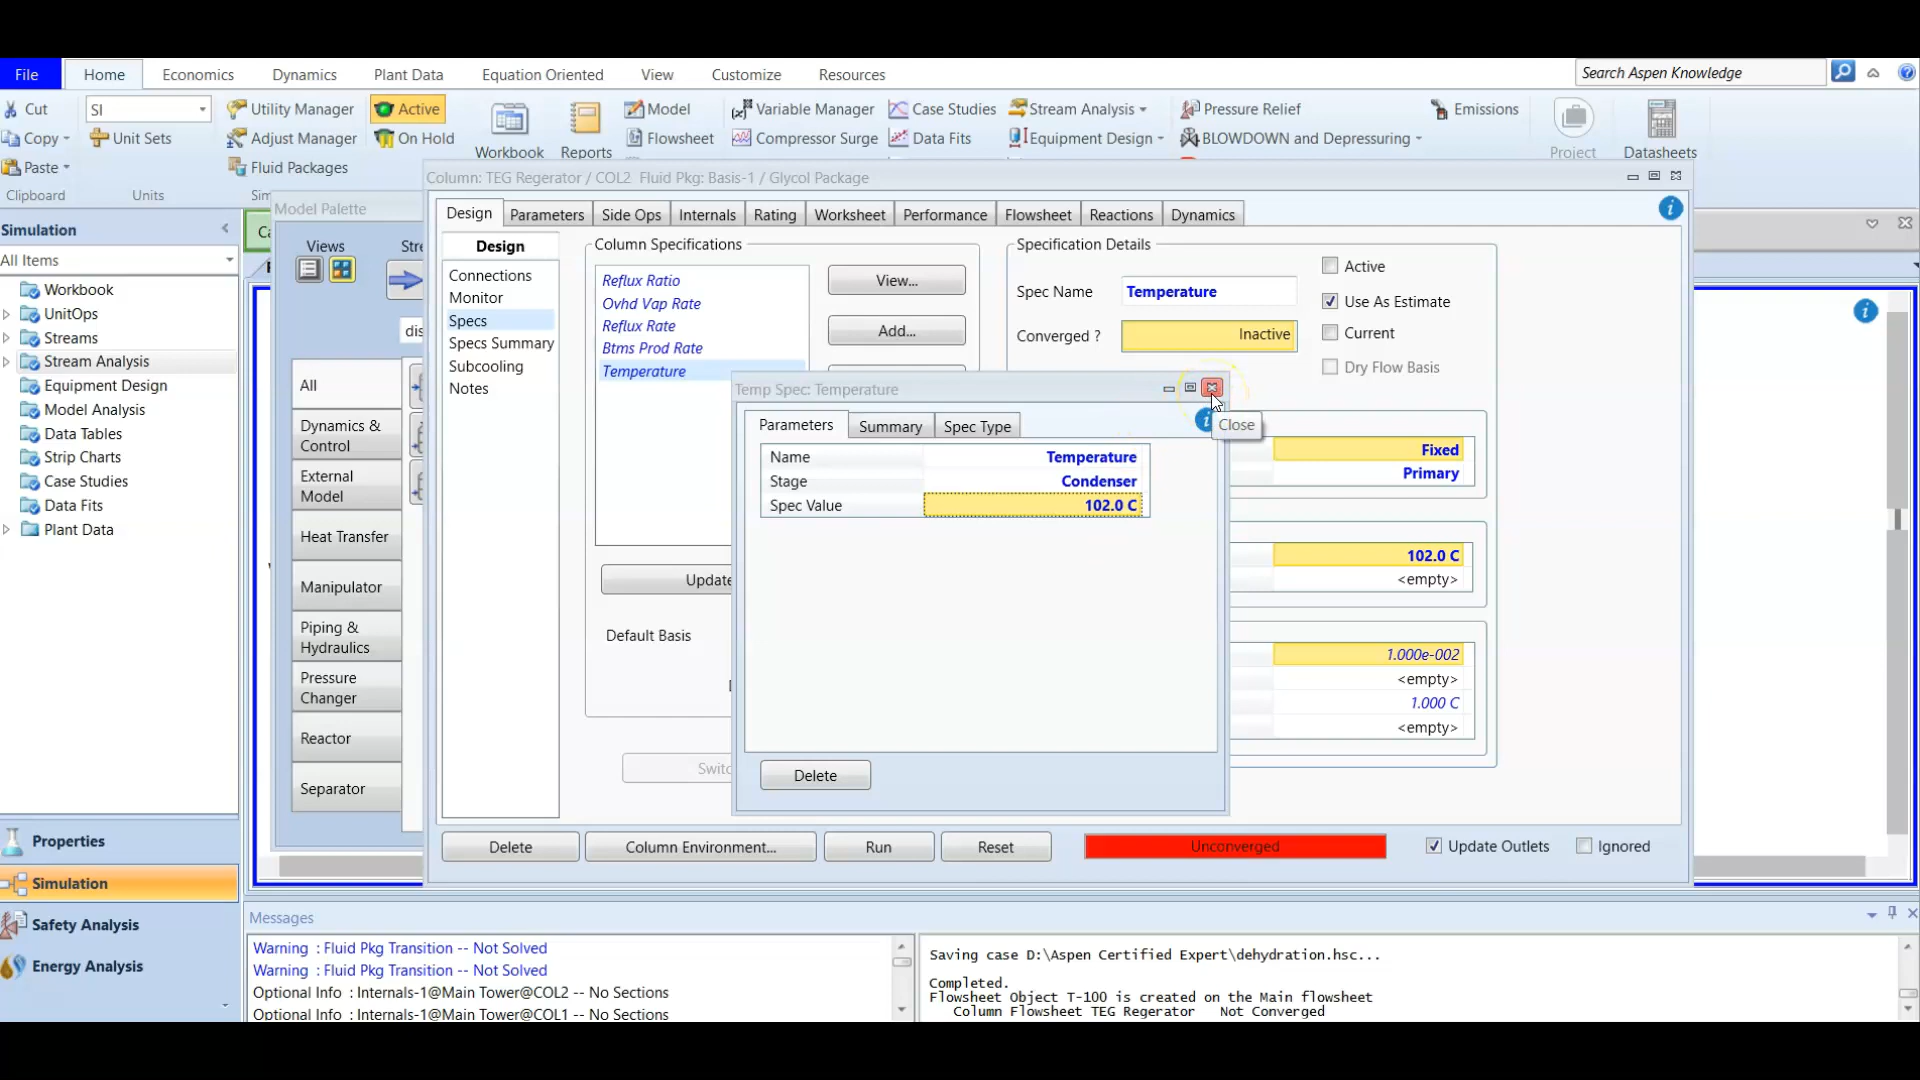 File
Home
Economics
Dynamics
Plant Data
Equation Oriented
View
Customize
Resources
Search Aspen Knowledge
Cut
SI
Utility Manager
Active
Model
Variable Manager
Case Studies
Stream Analysis
Pressure Relief
Emissions
Copy
Unit Sets
Adjust Manager
On Hold
Workbook
Reports
Flowsheet
Compressor Surge
Data Fits
Equipment Design
BLOWDOWN and Depressuring
Project
Datasheets
Paste
Fluid Packages
Clipboard
Units
Column: TEG Regerator / COL2 Fluid Pkg: Basis-1 / Glycol Package
Simulation
All Items
Workbook
UnitOps
Streams
Stream Analysis
Equipment Design
Model Analysis
Data Tables
Strip Charts
Case Studies
Data Fits
Plant Data
Properties
Simulation
Safety Analysis
Energy Analysis
Model Palette
Views
All
Dynamics &
Control
External
Model
Heat Transfer
Manipulator
Piping &
Hydraulics
Pressure
Changer
Reactor
Separator
Design
Parameters
Side Ops
Internals
Rating
Worksheet
Performance
Flowsheet
Reactions
Dynamics
Design
Connections
Monitor
Specs
Specs Summary
Subcooling
Notes
Column Specifications
Reflux Ratio
Ovhd Vap Rate
Reflux Rate
Btms Prod Rate
Temperature
View...
Add...
Update
Default Basis
Specification Details
Spec Name
Temperature
Converged ?
Inactive
Active
Use As Estimate
Current
Dry Flow Basis
Fixed
Primary
102.0 C
<empty>
1.000e-002
<empty>
1.000 C
<empty>
Temp Spec: Temperature
Close
Parameters
Summary
Spec Type
Name
Temperature
Stage
Condenser
Spec Value
102.0 C
Delete
Delete
Column Environment...
Run
Reset
Unconverged
Update Outlets
Ignored
Messages
Warning : Fluid Pkg Transition -- Not Solved
Warning : Fluid Pkg Transition -- Not Solved
Optional Info : Internals-1@Main Tower@COL2 -- No Sections
Optional Info : Internals-1@Main Tower@COL1 -- No Sections
Saving case D:\Aspen Certified Expert\dehydration.hsc...
Completed.
Flowsheet Object T-100 is created on the Main flowsheet
Column Flowsheet TEG Regerator Not Converged